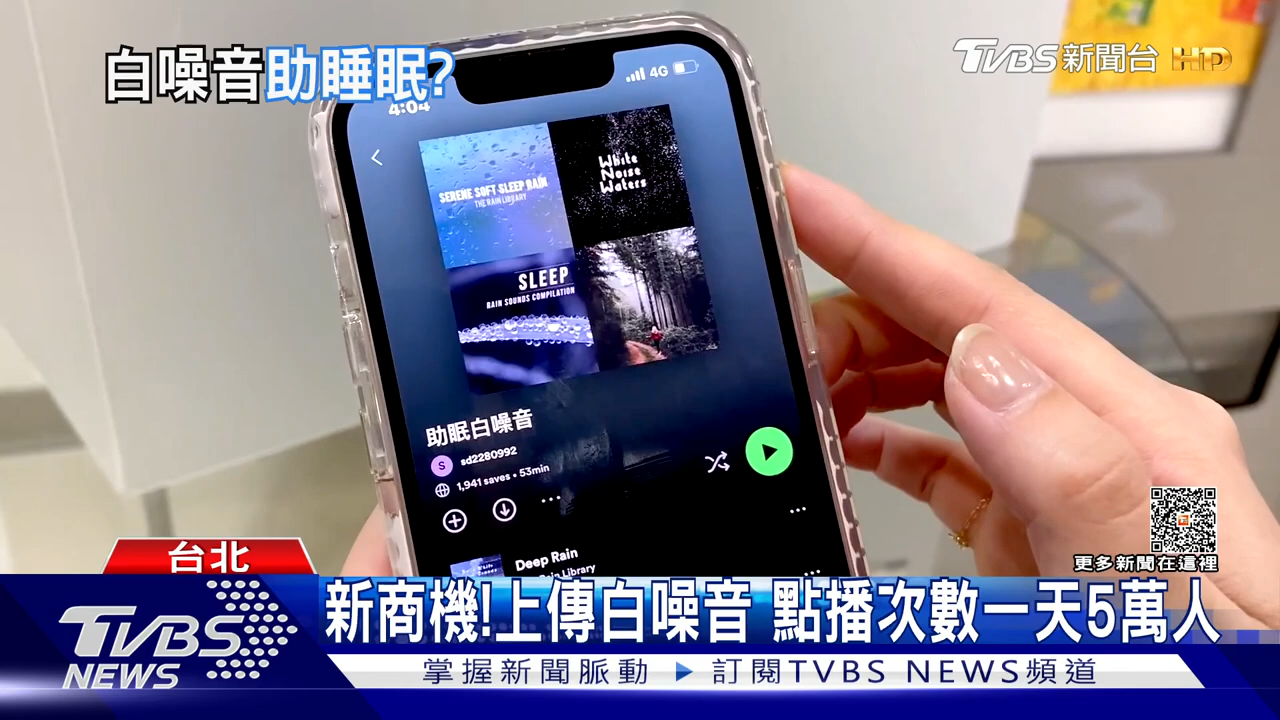 白噪音助睡眠?
TVBS新聞台 HD
4:04
4G
SERENE SOFT SLEEP RAIN
THE RAIN LIBRARY
White
Noise
Waters
SLEEP
RAIN SOUNDS COMPILATION
助眠白噪音
S sd2280992
1,941 saves • 53min
Deep Rain
Rain Library
更多新聞在這裡
台北
TVBS
NEWS
新商機!上傳白噪音 點播次數一天5萬人
掌握新聞脈動 ▶ 訂閱TVBS NEWS頻道